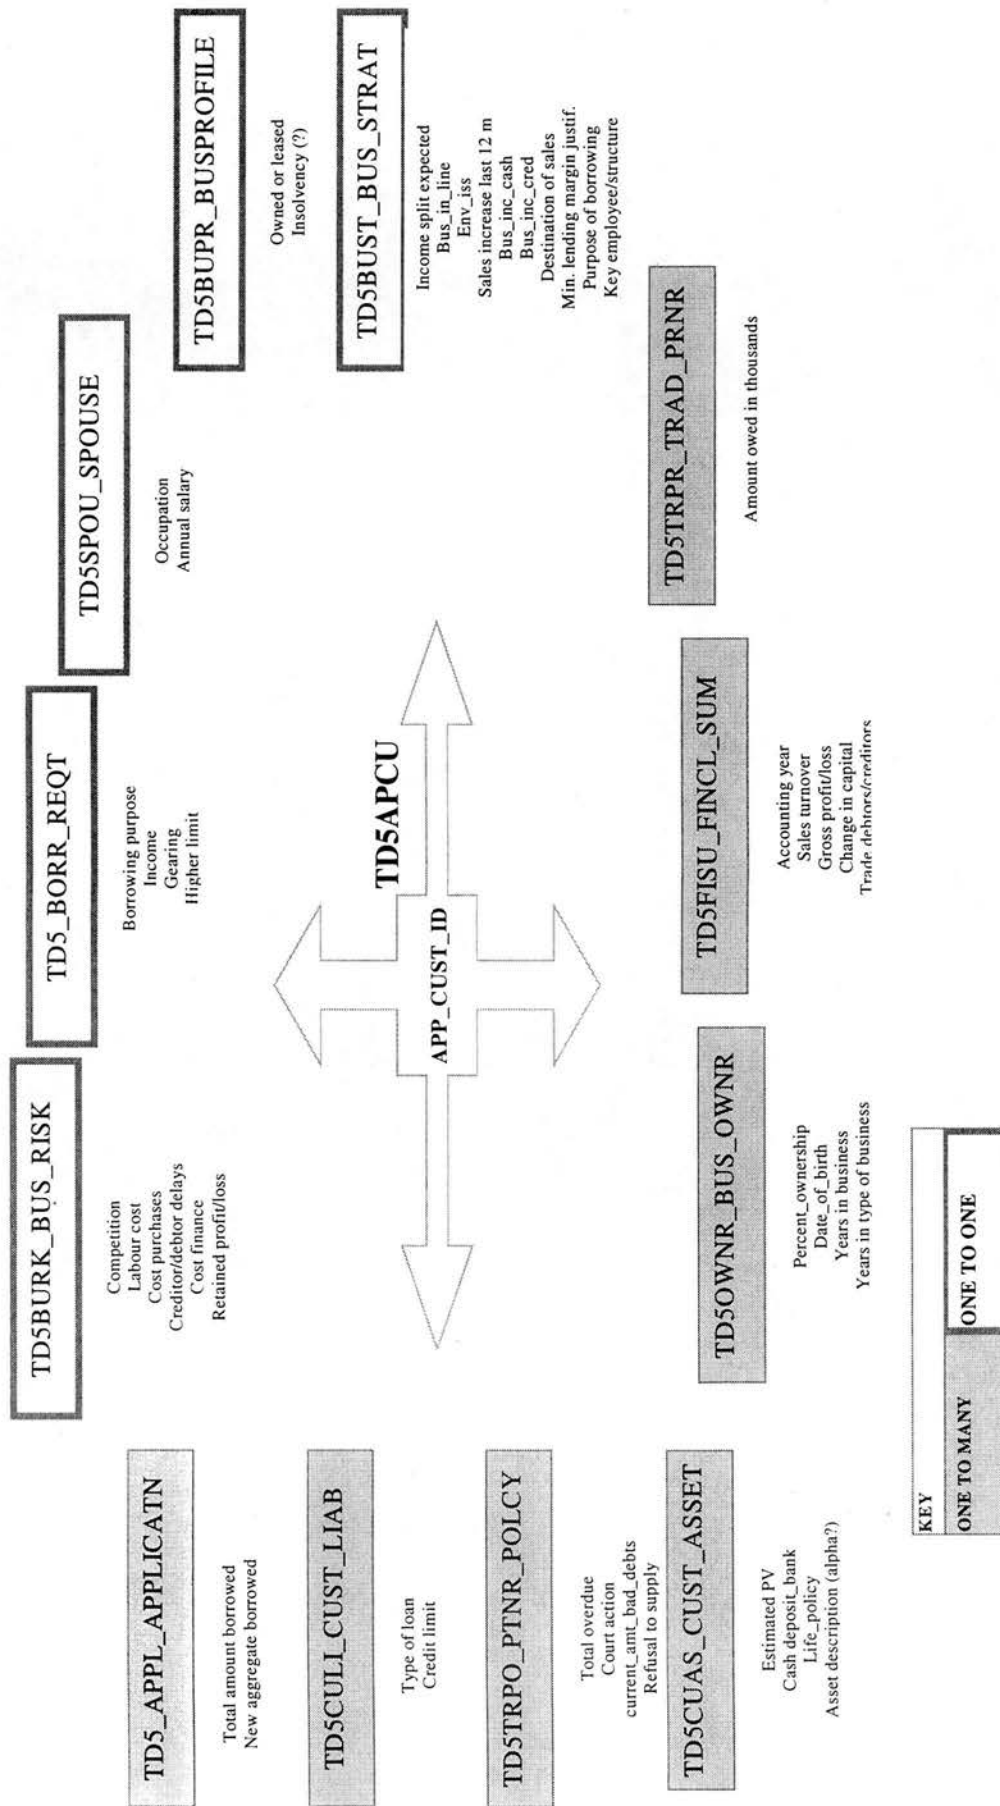 TD5BURK_BUS_RISK
Competition
Labour cost
Cost purchases
Creditor/debtor delays
Cost finance
Retained profit/loss
TD5_BORR_REQT
Borrowing purpose
Income
Gearing
Higher limit
TD5SPOU_SPOUSE
Occupation
Annual salary
TD5BUPR_BUSPROFILE
Owned or leased
Insolvency (?)
TD5BUST_BUS_STRAT
Income split expected
Bus_in_line
Env_iss
Sales increase last 12 m
Bus_inc_cash
Bus_inc_cred
Destination of sales
Min. lending margin justif.
Purpose of borrowing
Key employee/structure
TD5_APPL_APPLICATN
Total amount borrowed
New aggregate borrowed
TD5CULI_CUST_LIAB
Type of loan
Credit limit
TD5TRPO_PTNR_POLCY
Total overdue
Court action
current_amt_bad_debts
Refusal to supply
TD5CUAS_CUST_ASSET
Estimated PV
Cash deposit_bank
Life_policy
Asset description (alpha?)
TD5APCU
APP_CUST_ID
TD5OWNR_BUS_OWNR
Percent_ownership
Date_of_birth
Years in business
Years in type of business
TD5FISU_FINCL_SUM
Accounting year
Sales turnover
Gross profit/loss
Change in capital
Trade debtors/creditors
TD5TRPR_TRAD_PRNR
Amount owed in thousands
KEY
ONE TO MANY
ONE TO ONE